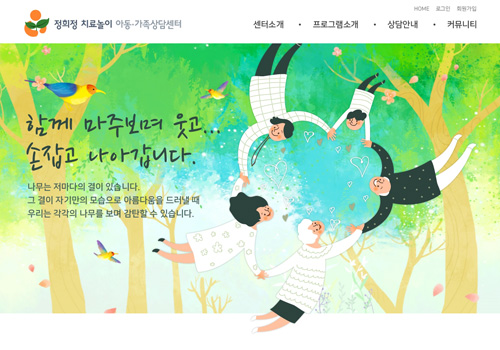 HOME 로그인 회원가입
정희정 치료놀이 아동·가족상담센터
센터소개 • 프로그램소개 • 상담안내 • 커뮤니티
함께 마주보며 웃고...
손잡고 나아갑니다.
나무는 저마다의 결이 있습니다.
그 결이 자기만의 모습으로 아름다움을 드러낼 때
우리는 각각의 나무를 보며 감탄할 수 있습니다.